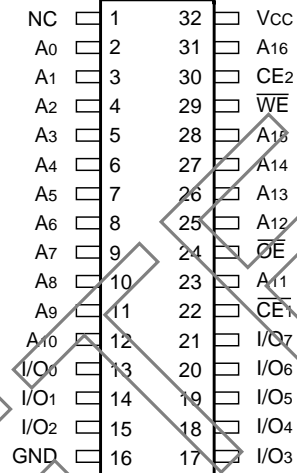 NC 1 32 VCC
A0 2 31 A16
A1 3 30 CE2
A2 4 29 WE
A3 5 28 A15
A4 6 27 A14
A5 7 26 A13
A6 8 25 A12
A7 9 24 OE
A8 10 23 A11
A9 11 22 CE1
A10 12 21 I/O7
I/O0 13 20 I/O6
I/O1 14 19 I/O5
I/O2 15 18 I/O4
GND 16 17 I/O3